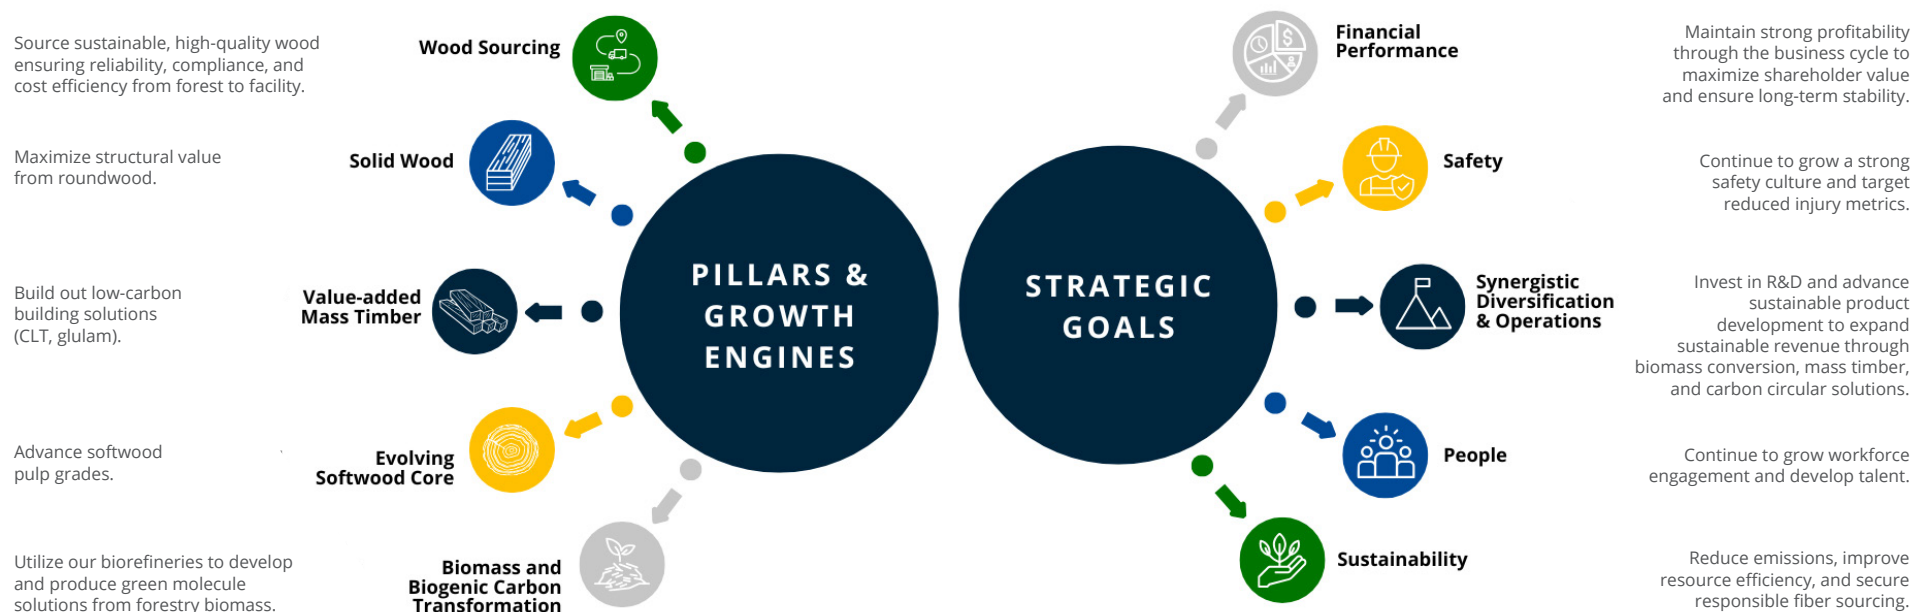 Source sustainable, high-quality wood
ensuring reliability, compliance, and
cost efficiency from forest to facility.
Wood Sourcing
Maximize structural value
from roundwood.
Solid Wood
Build out low-carbon
building solutions
(CLT, glulam).
Value-added
Mass Timber
Advance softwood
pulp grades.
Evolving
Softwood Core
Utilize our biorefineries to develop
and produce green molecule
solutions from forestry biomass.
Biomass and
Biogenic Carbon
Transformation
PILLARS &
GROWTH
ENGINES
STRATEGIC
GOALS
Financial
Performance
Maintain strong profitability
through the business cycle to
maximize shareholder value
and ensure long-term stability.
Safety
Continue to grow a strong
safety culture and target
reduced injury metrics.
Synergistic
Diversification
& Operations
Invest in R&D and advance
sustainable product
development to expand
sustainable revenue through
biomass conversion, mass timber,
and carbon circular solutions.
People
Continue to grow workforce
engagement and develop talent.
Sustainability
Reduce emissions, improve
resource efficiency, and secure
responsible fiber sourcing.